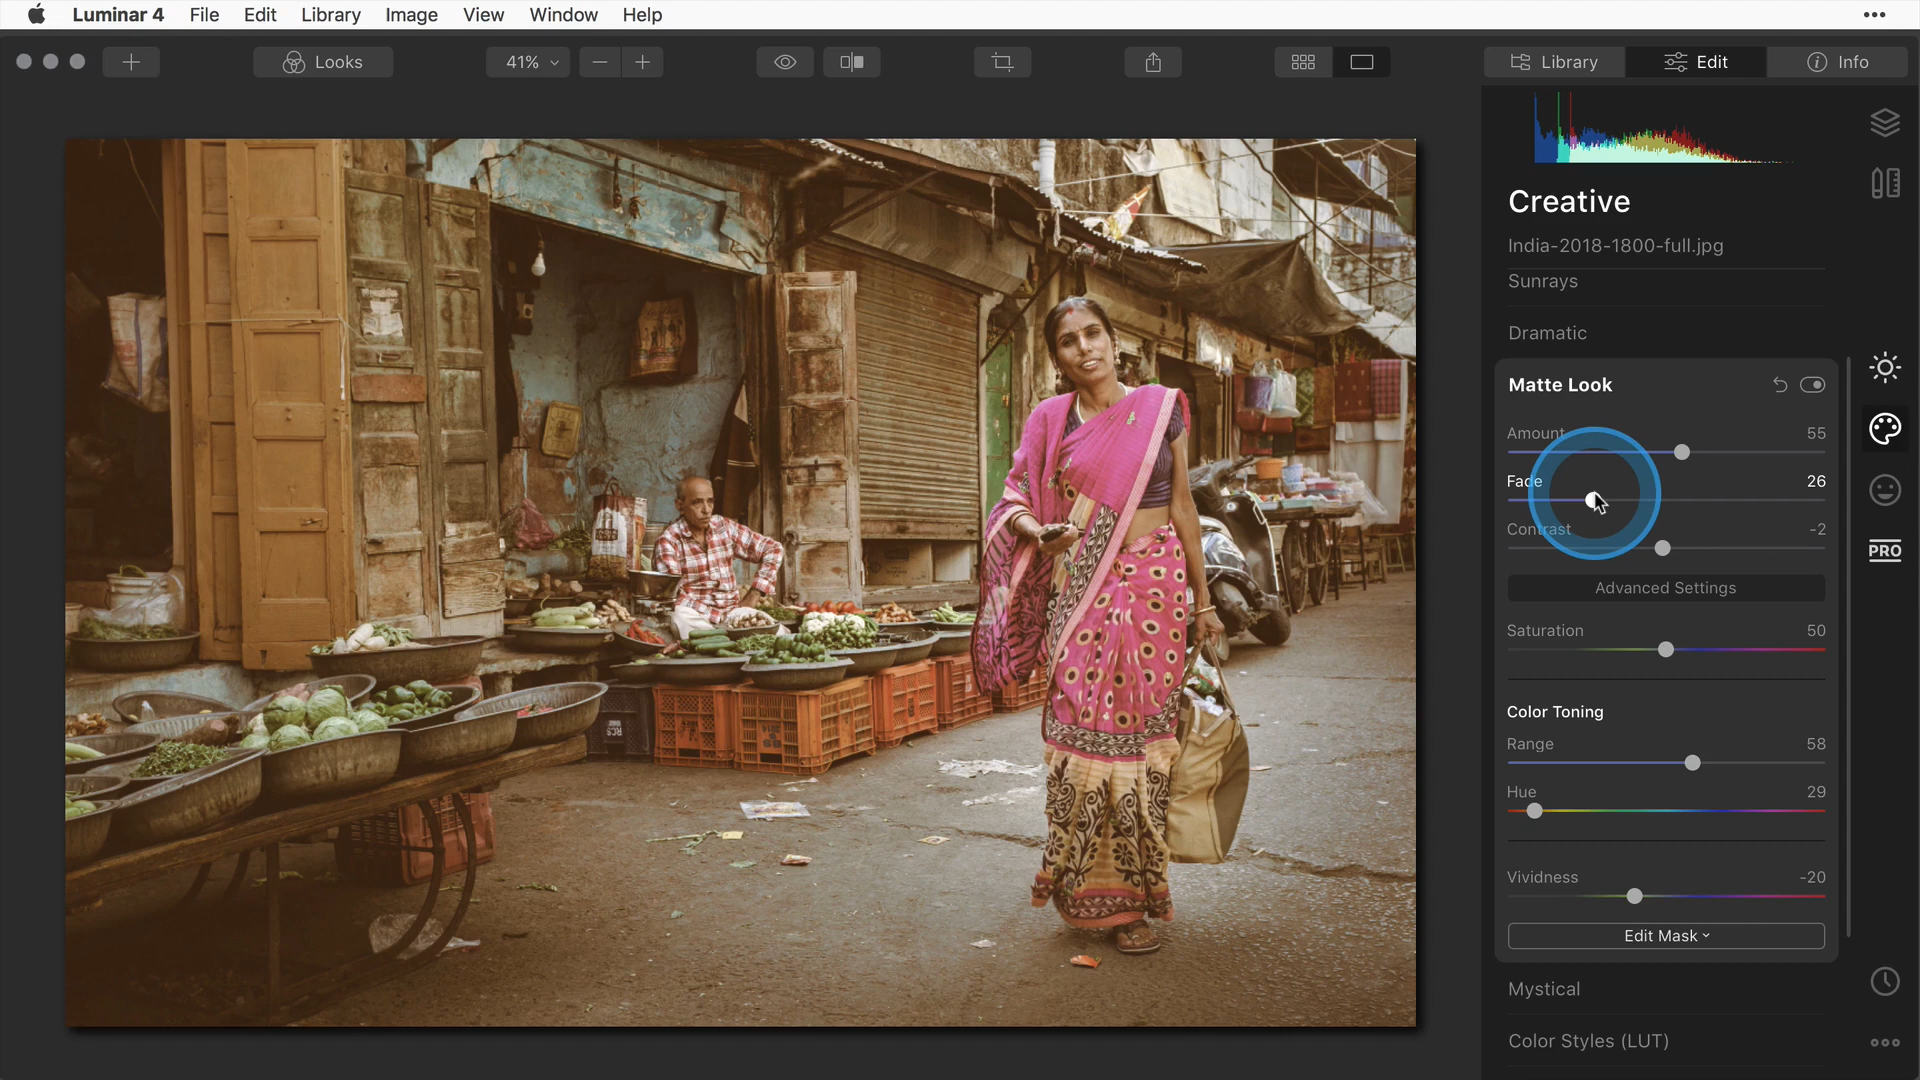 Luminar 4 File Edit Library Image View Window Help
Looks 41% Library Edit Info
Creative
India-2018-1800-full.jpg
Sunrays
Dramatic
Matte Look
Amount 55
Fade 26
Contrast -2
Advanced Settings
Saturation 50
Color Toning
Range 58
Hue 29
Vividness -20
Edit Mask
PRO
Mystical
Color Styles (LUT)